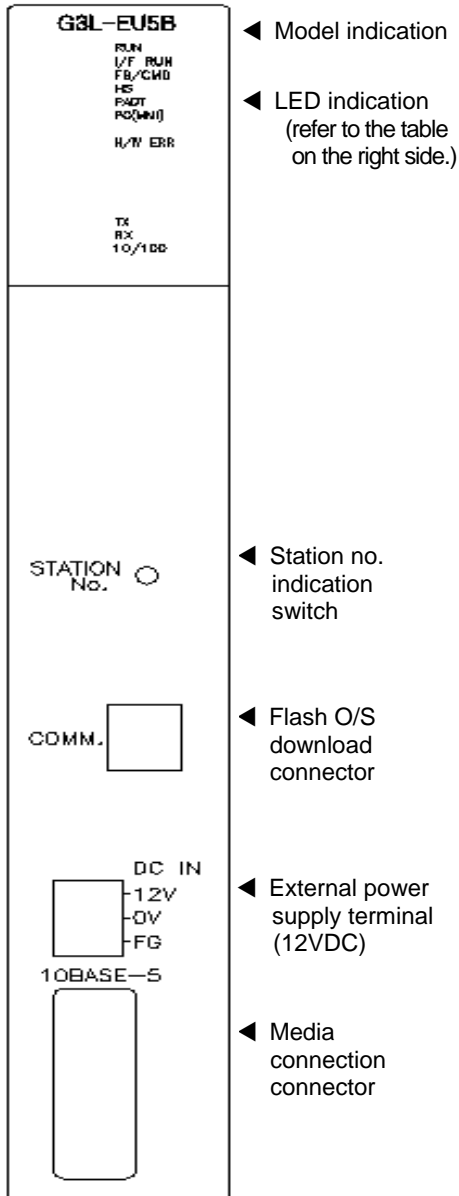 G3L-EU5B
RUN
I/F RUN
FB/CMD
HS
PADT
PC(MNI)
H/W ERR
TX
RX
10/100
STATION
No.
COMM.
DC IN
12V
0V
FG
10BASE-5
◀ Model indication
◀ LED indication
(refer to the table
on the right side.)
◀ Station no.
indication
switch
◀ Flash O/S
download
connector
◀ External power
supply terminal
(12VDC)
◀ Media
connection
connector